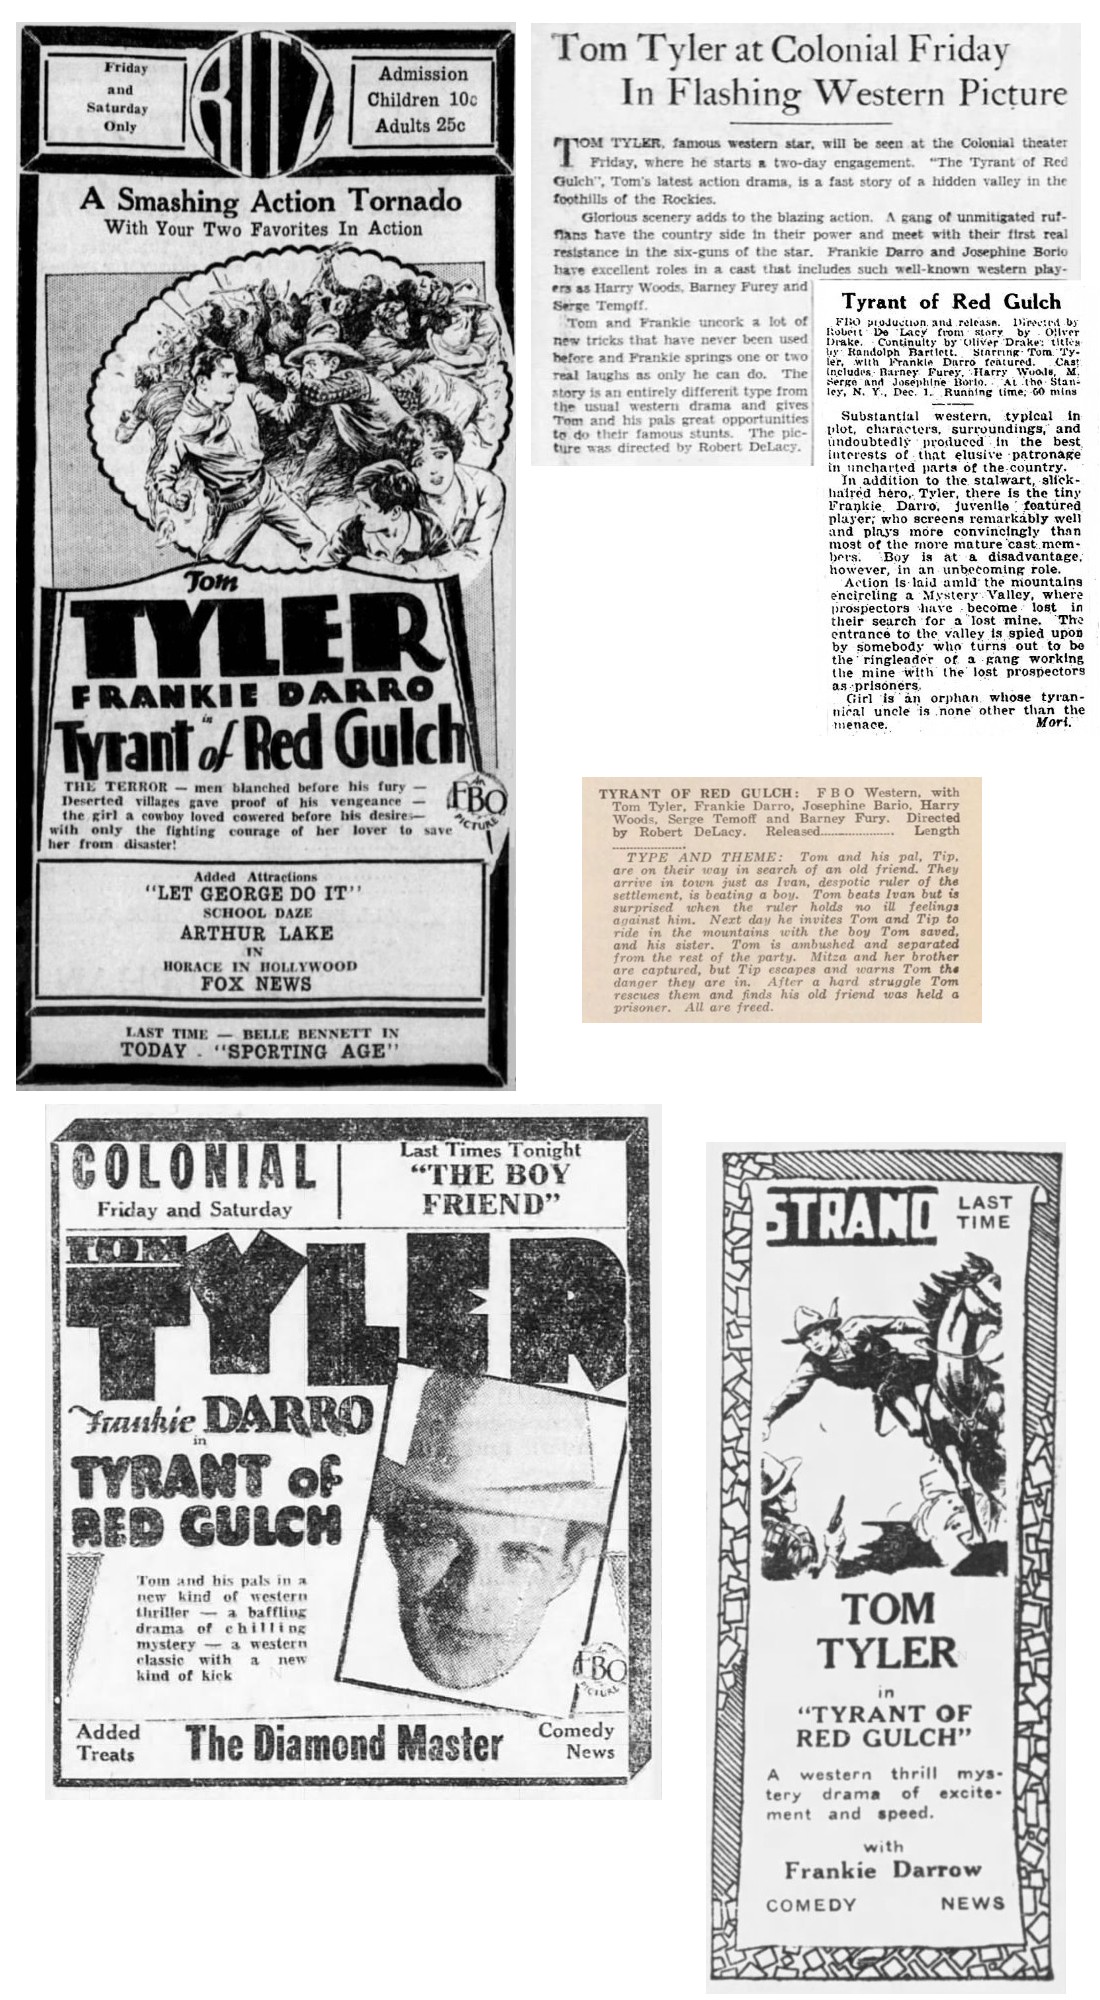 Friday
and
Saturday
Only
RITZ
Admission
Children 10c
Adults 25c
A Smashing Action Tornado
With Your Two Favorites In Action
Tom
TYLER
FRANKIE DARRO
in
Tyrant of Red Gulch
THE TERROR — men blanched before his fury —
Deserted villages gave proof of his vengeance —
the girl a cowboy loved cowered before his desire—
with only the fighting courage of her lover to save
her from disaster!
An
FBO
PICTURE
Added Attractions
"LET GEORGE DO IT"
SCHOOL DAZE
ARTHUR LAKE
IN
HORACE IN HOLLYWOOD
FOX NEWS
LAST TIME — BELLE BENNETT IN
TODAY - "SPORTING AGE"
Tom Tyler at Colonial Friday
In Flashing Western Picture
TOM TYLER, famous western star, will be seen at the Colonial theater
Friday, where he starts a two-day engagement. "The Tyrant of Red
Gulch", Tom's latest action drama, is a fast story of a hidden valley in the
foothills of the Rockies.
Glorious scenery adds to the blazing action. A gang of unmitigated ruf-
fians have the country side in their power and meet with their first real
resistance in the six-guns of the star. Frankie Darro and Josephine Borio
have excellent roles in a cast that includes such well-known western play-
ers as Harry Woods, Barney Furey and
Serge Tempff.
Tom and Frankie uncork a lot of
new tricks that have never been used
before and Frankie springs one or two
real laughs as only he can do. The
story is an entirely different type from
the usual western drama and gives
Tom and his pals great opportunities
to do their famous stunts. The pic-
ture was directed by Robert DeLacy.
Tyrant of Red Gulch
FBO production and release. Directed by
Robert De Lacy from story by Oliver
Drake. Continuity by Oliver Drake; titles
by Randolph Bartlett. Starring Tom Ty-
ler, with Frankie Darro featured. Cast
includes Barney Furey, Harry Woods, M.
Serge and Josephine Borio. At the Stan-
ley, N. Y., Dec. 1. Running time, 60 mins
Substantial western, typical in
plot, characters, surroundings, and
undoubtedly produced in the best
interests of that elusive patronage
in uncharted parts of the country.
In addition to the stalwart, slick-
haired hero, Tyler, there is the tiny
Frankie Darro, juvenile featured
player, who screens remarkably well
and plays more convincingly than
most of the more mature cast mem-
bers. Boy is at a disadvantage,
however, in an unbecoming role.
Action is laid amid the mountains
encircling a Mystery Valley, where
prospectors have become lost in
their search for a lost mine. The
entrance to the valley is spied upon
by somebody who turns out to be
the ringleader of a gang working
the mine with the lost prospectors
as prisoners.
Girl is an orphan whose tyran-
nical uncle is none other than the
menace. Mori.
TYRANT OF RED GULCH: F B O Western, with
Tom Tyler, Frankie Darro, Josephine Bario, Harry
Woods, Serge Temoff and Barney Fury. Directed
by Robert DeLacy. Released.................... Length
....................
TYPE AND THEME: Tom and his pal, Tip,
are on their way in search of an old friend. They
arrive in town just as Ivan, despotic ruler of the
settlement, is beating a boy. Tom beats Ivan but is
surprised when the ruler holds no ill feelings
against him. Next day he invites Tom and Tip to
ride in the mountains with the boy Tom saved,
and his sister. Tom is ambushed and separated
from the rest of the party. Mitza and her brother
are captured, but Tip escapes and warns Tom the
danger they are in. After a hard struggle Tom
rescues them and finds his old friend was held a
prisoner. All are freed.
COLONIAL
Friday and Saturday
Last Times Tonight
"THE BOY
FRIEND"
TOM
TYLER
Frankie DARRO
in
TYRANT of
RED GULCH
Tom and his pals in a
new kind of western
thriller — a baffling
drama of chilling
mystery — a western
classic with a new
kind of kick
FBO
PICTURE
Added
Treats
The Diamond Master
Comedy
News
STRAND
LAST
TIME
TOM
TYLER
in
"TYRANT OF
RED GULCH"
A western thrill mys-
tery drama of excite-
ment and speed.
with
Frankie Darrow
COMEDY NEWS